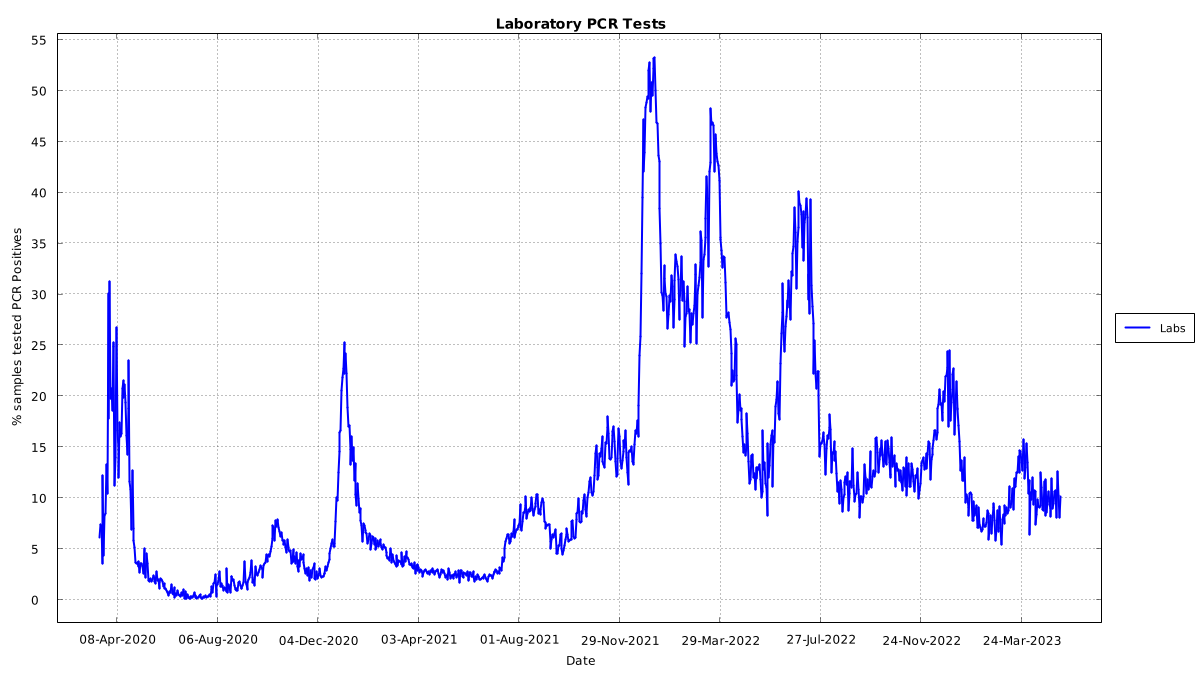 Laboratory PCR Tests
% samples tested PCR Positives
55
50
45
40
35
30
25
20
15
10
5
0
08-Apr-2020 06-Aug-2020 04-Dec-2020 03-Apr-2021 01-Aug-2021 29-Nov-2021 29-Mar-2022 27-Jul-2022 24-Nov-2022 24-Mar-2023
Date
Labs